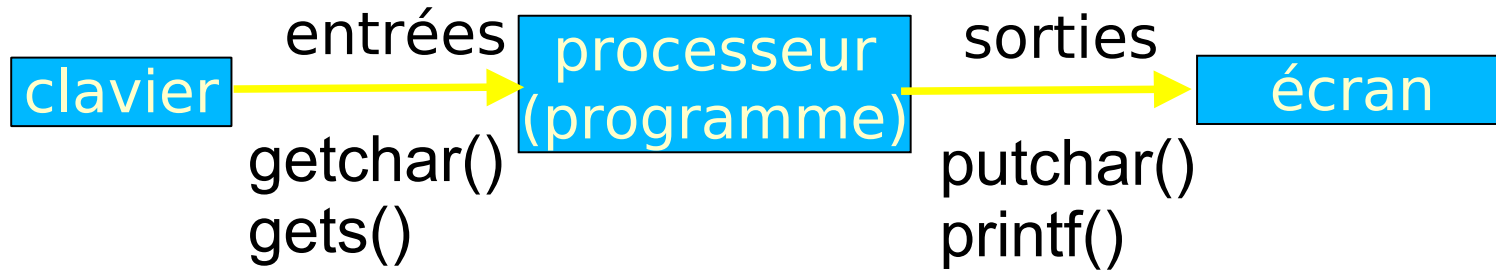 clavier
entrées
getchar()
gets()
processeur
(programme)
sorties
putchar()
printf()
écran